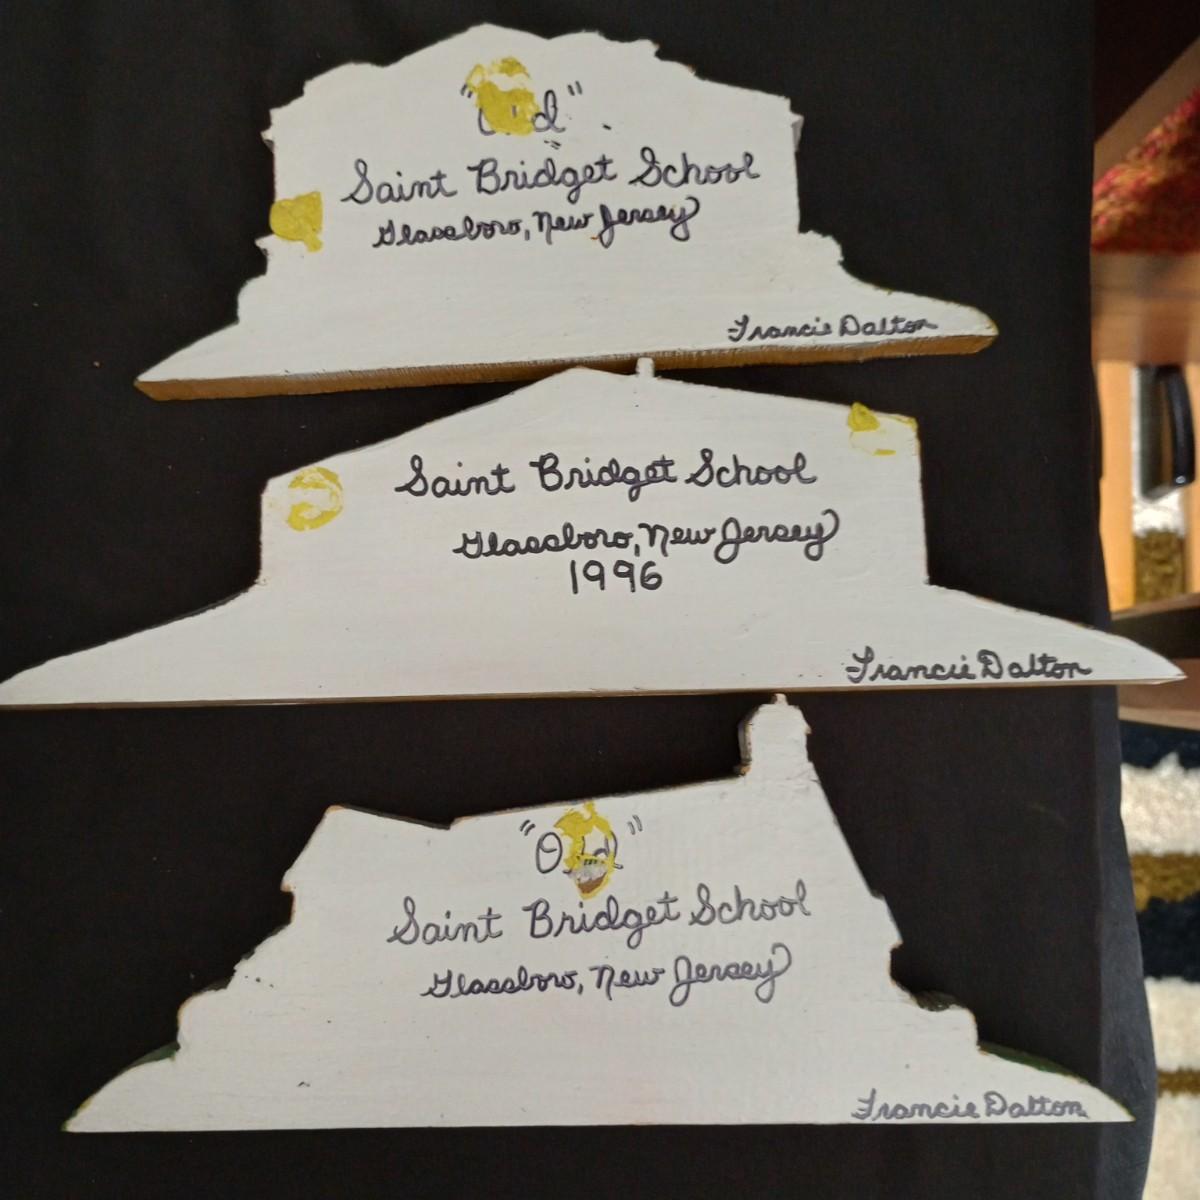 "Old"
Saint Bridget School
Glassboro, New Jersey
Francie Dalton
Saint Bridget School
Glassboro, New Jersey
1996
Francie Dalton
"Old"
Saint Bridget School
Glassboro, New Jersey
Francie Dalton